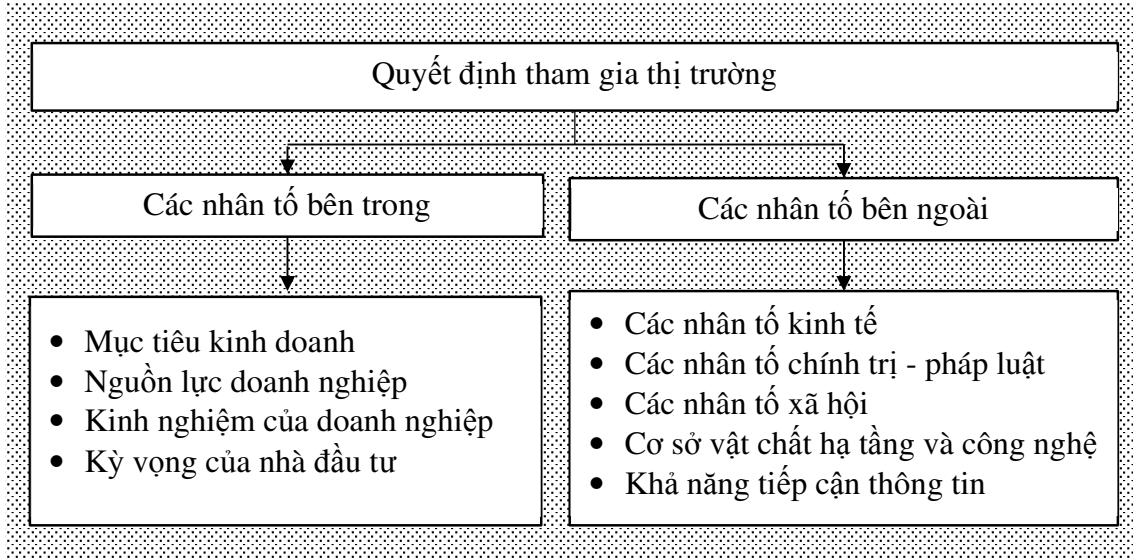 Quyết định tham gia thị trường
Các nhân tố bên trong
Các nhân tố bên ngoài
• Mục tiêu kinh doanh
• Nguồn lực doanh nghiệp
• Kinh nghiệm của doanh nghiệp
• Kỳ vọng của nhà đầu tư
• Các nhân tố kinh tế
• Các nhân tố chính trị - pháp luật
• Các nhân tố xã hội
• Cơ sở vật chất hạ tầng và công nghệ
• Khả năng tiếp cận thông tin